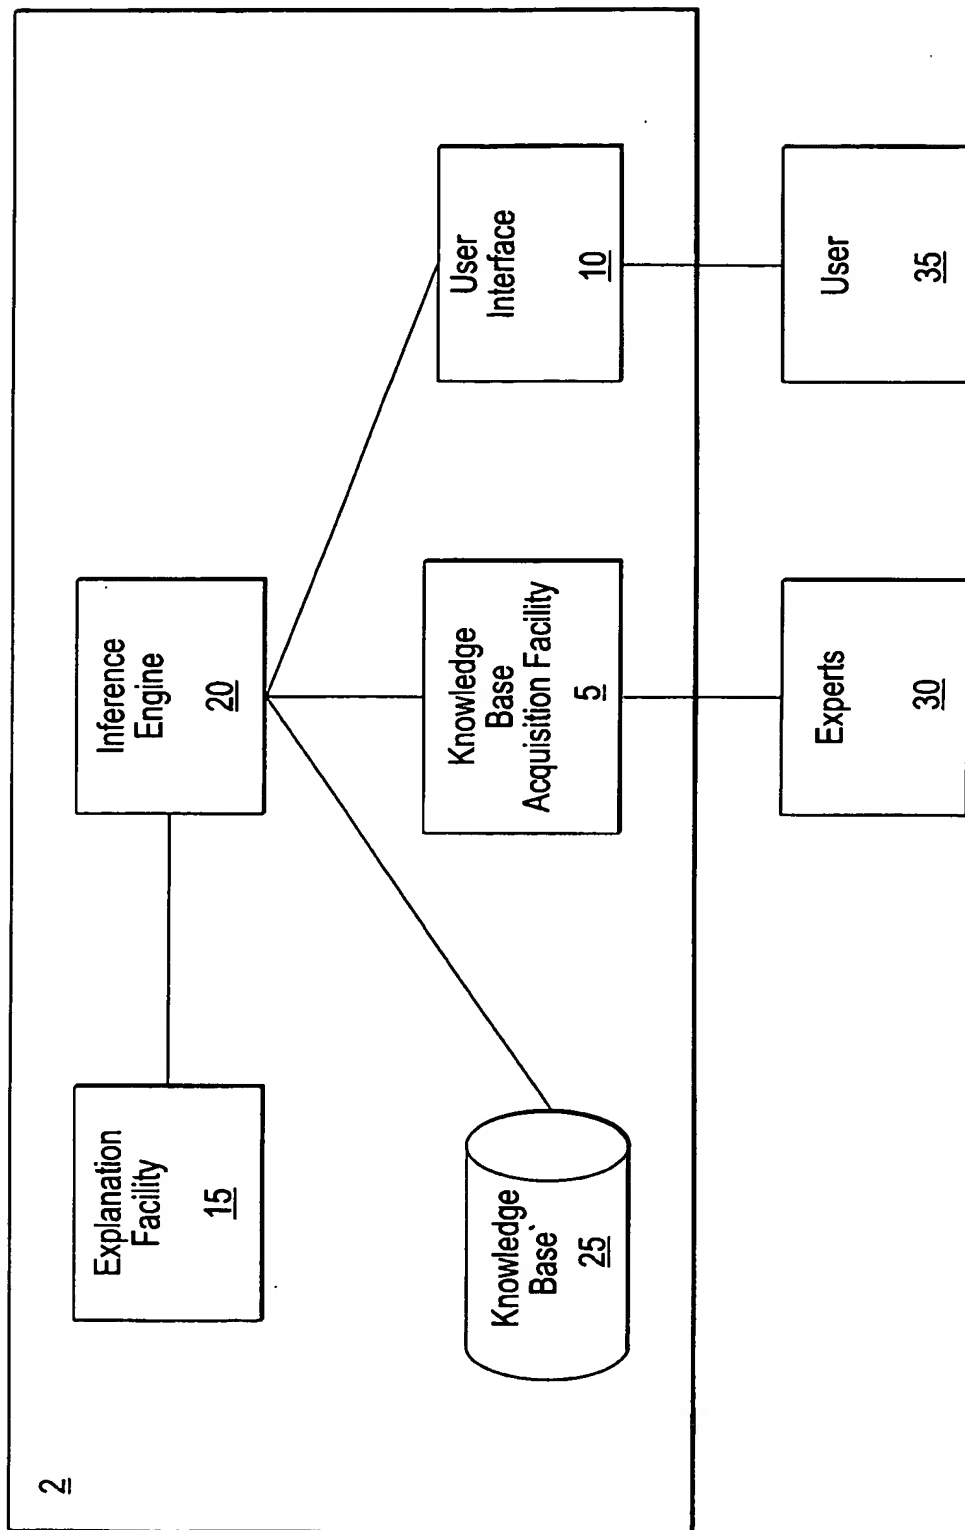 2
Explanation
Facility
15
Inference
Engine
20
Knowledge
Base
25
Knowledge
Base
Acquisition Facility
5
User
Interface
10
Experts
30
User
35